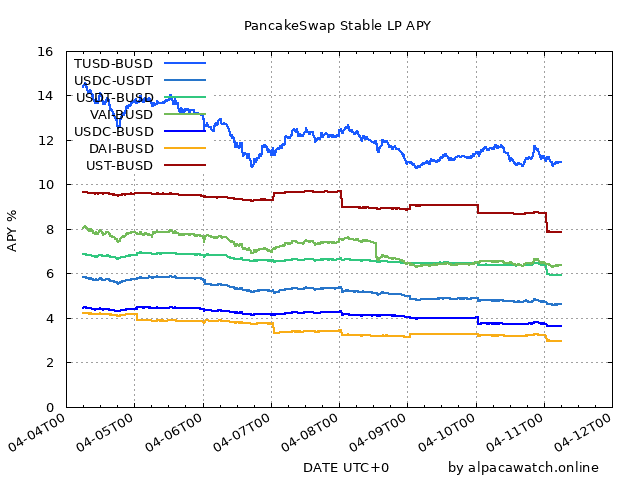 PancakeSwap Stable LP APY
16
14
12
10
8
6
4
2
0
APY %
TUSD-BUSD
USDC-USDT
USDT-BUSD
VAI-BUSD
USDC-BUSD
DAI-BUSD
UST-BUSD
04-04T00
04-05T00
04-06T00
04-07T00
04-08T00
04-09T00
04-10T00
04-11T00
04-12T00
DATE UTC+0
by alpacawatch.online